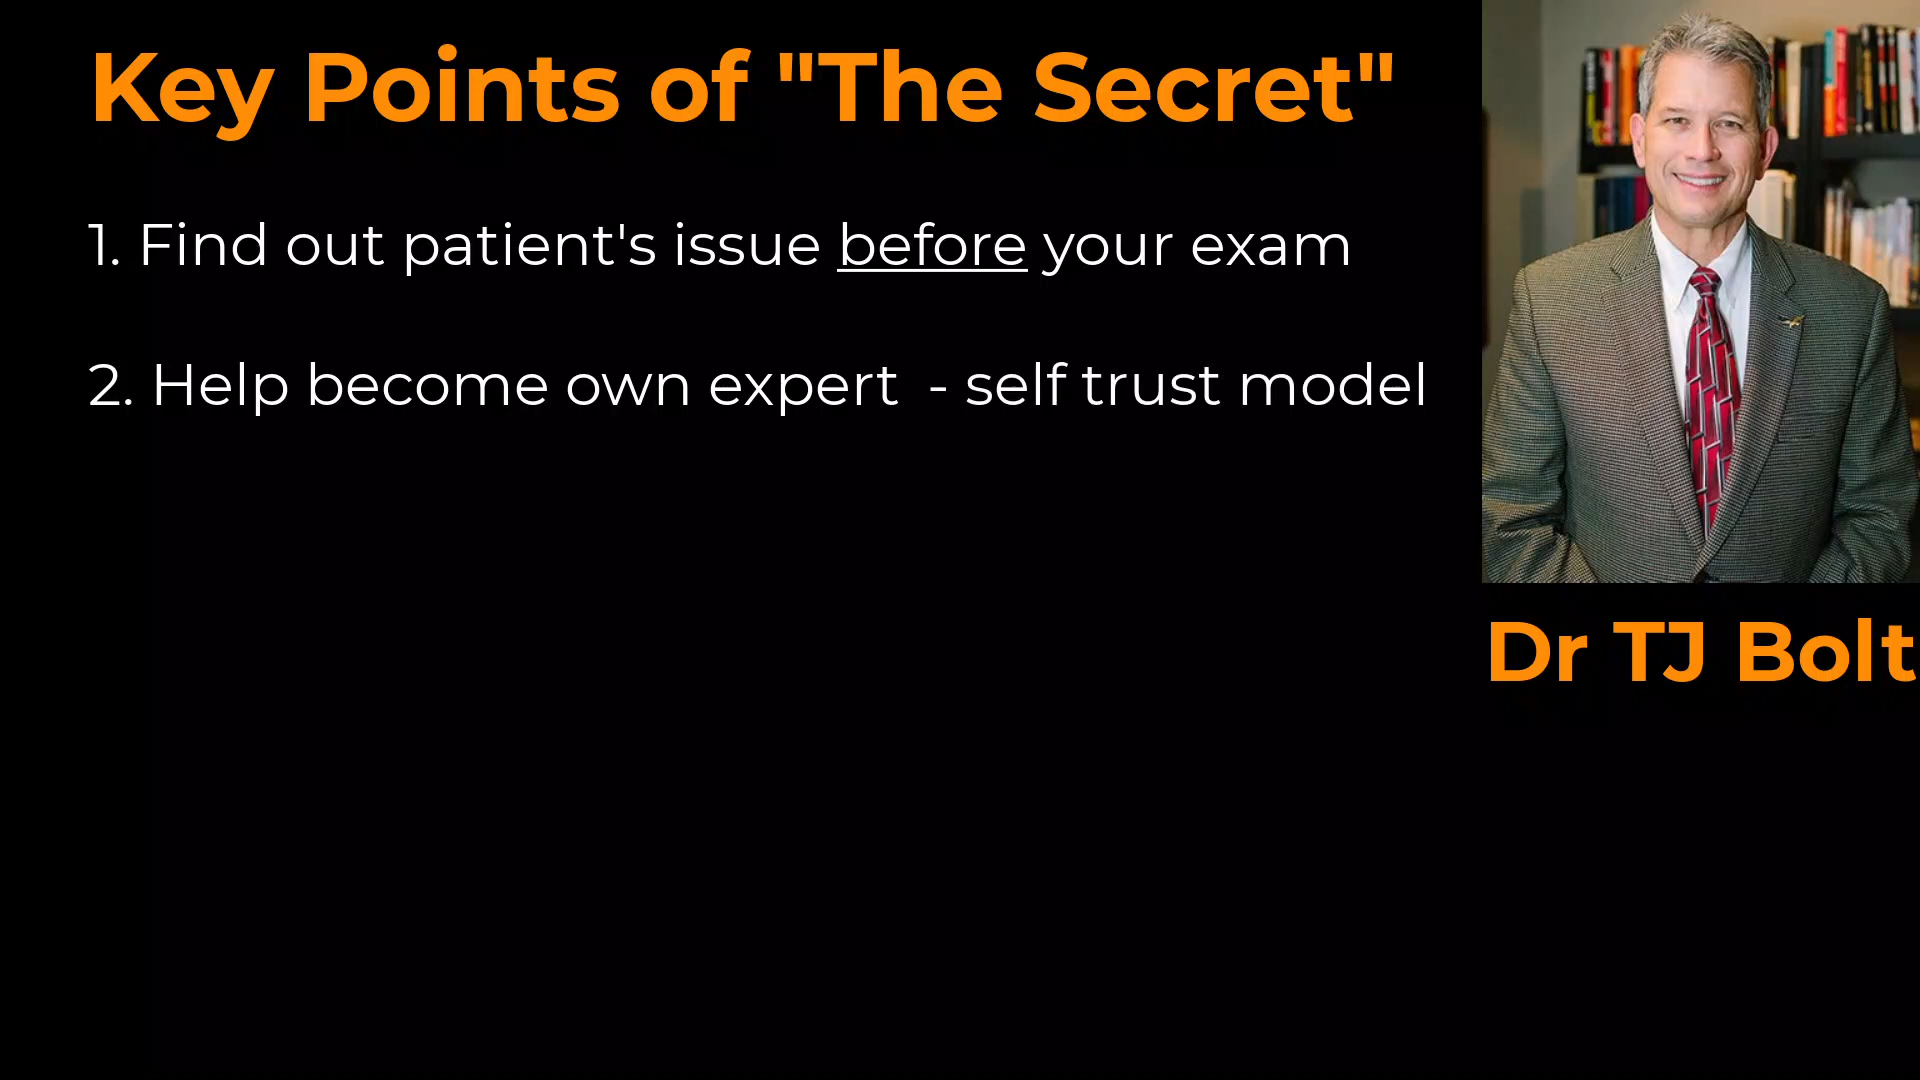 Key Points of "The Secret"
1. Find out patient's issue before your exam
2. Help become own expert - self trust model
Dr TJ Bolt